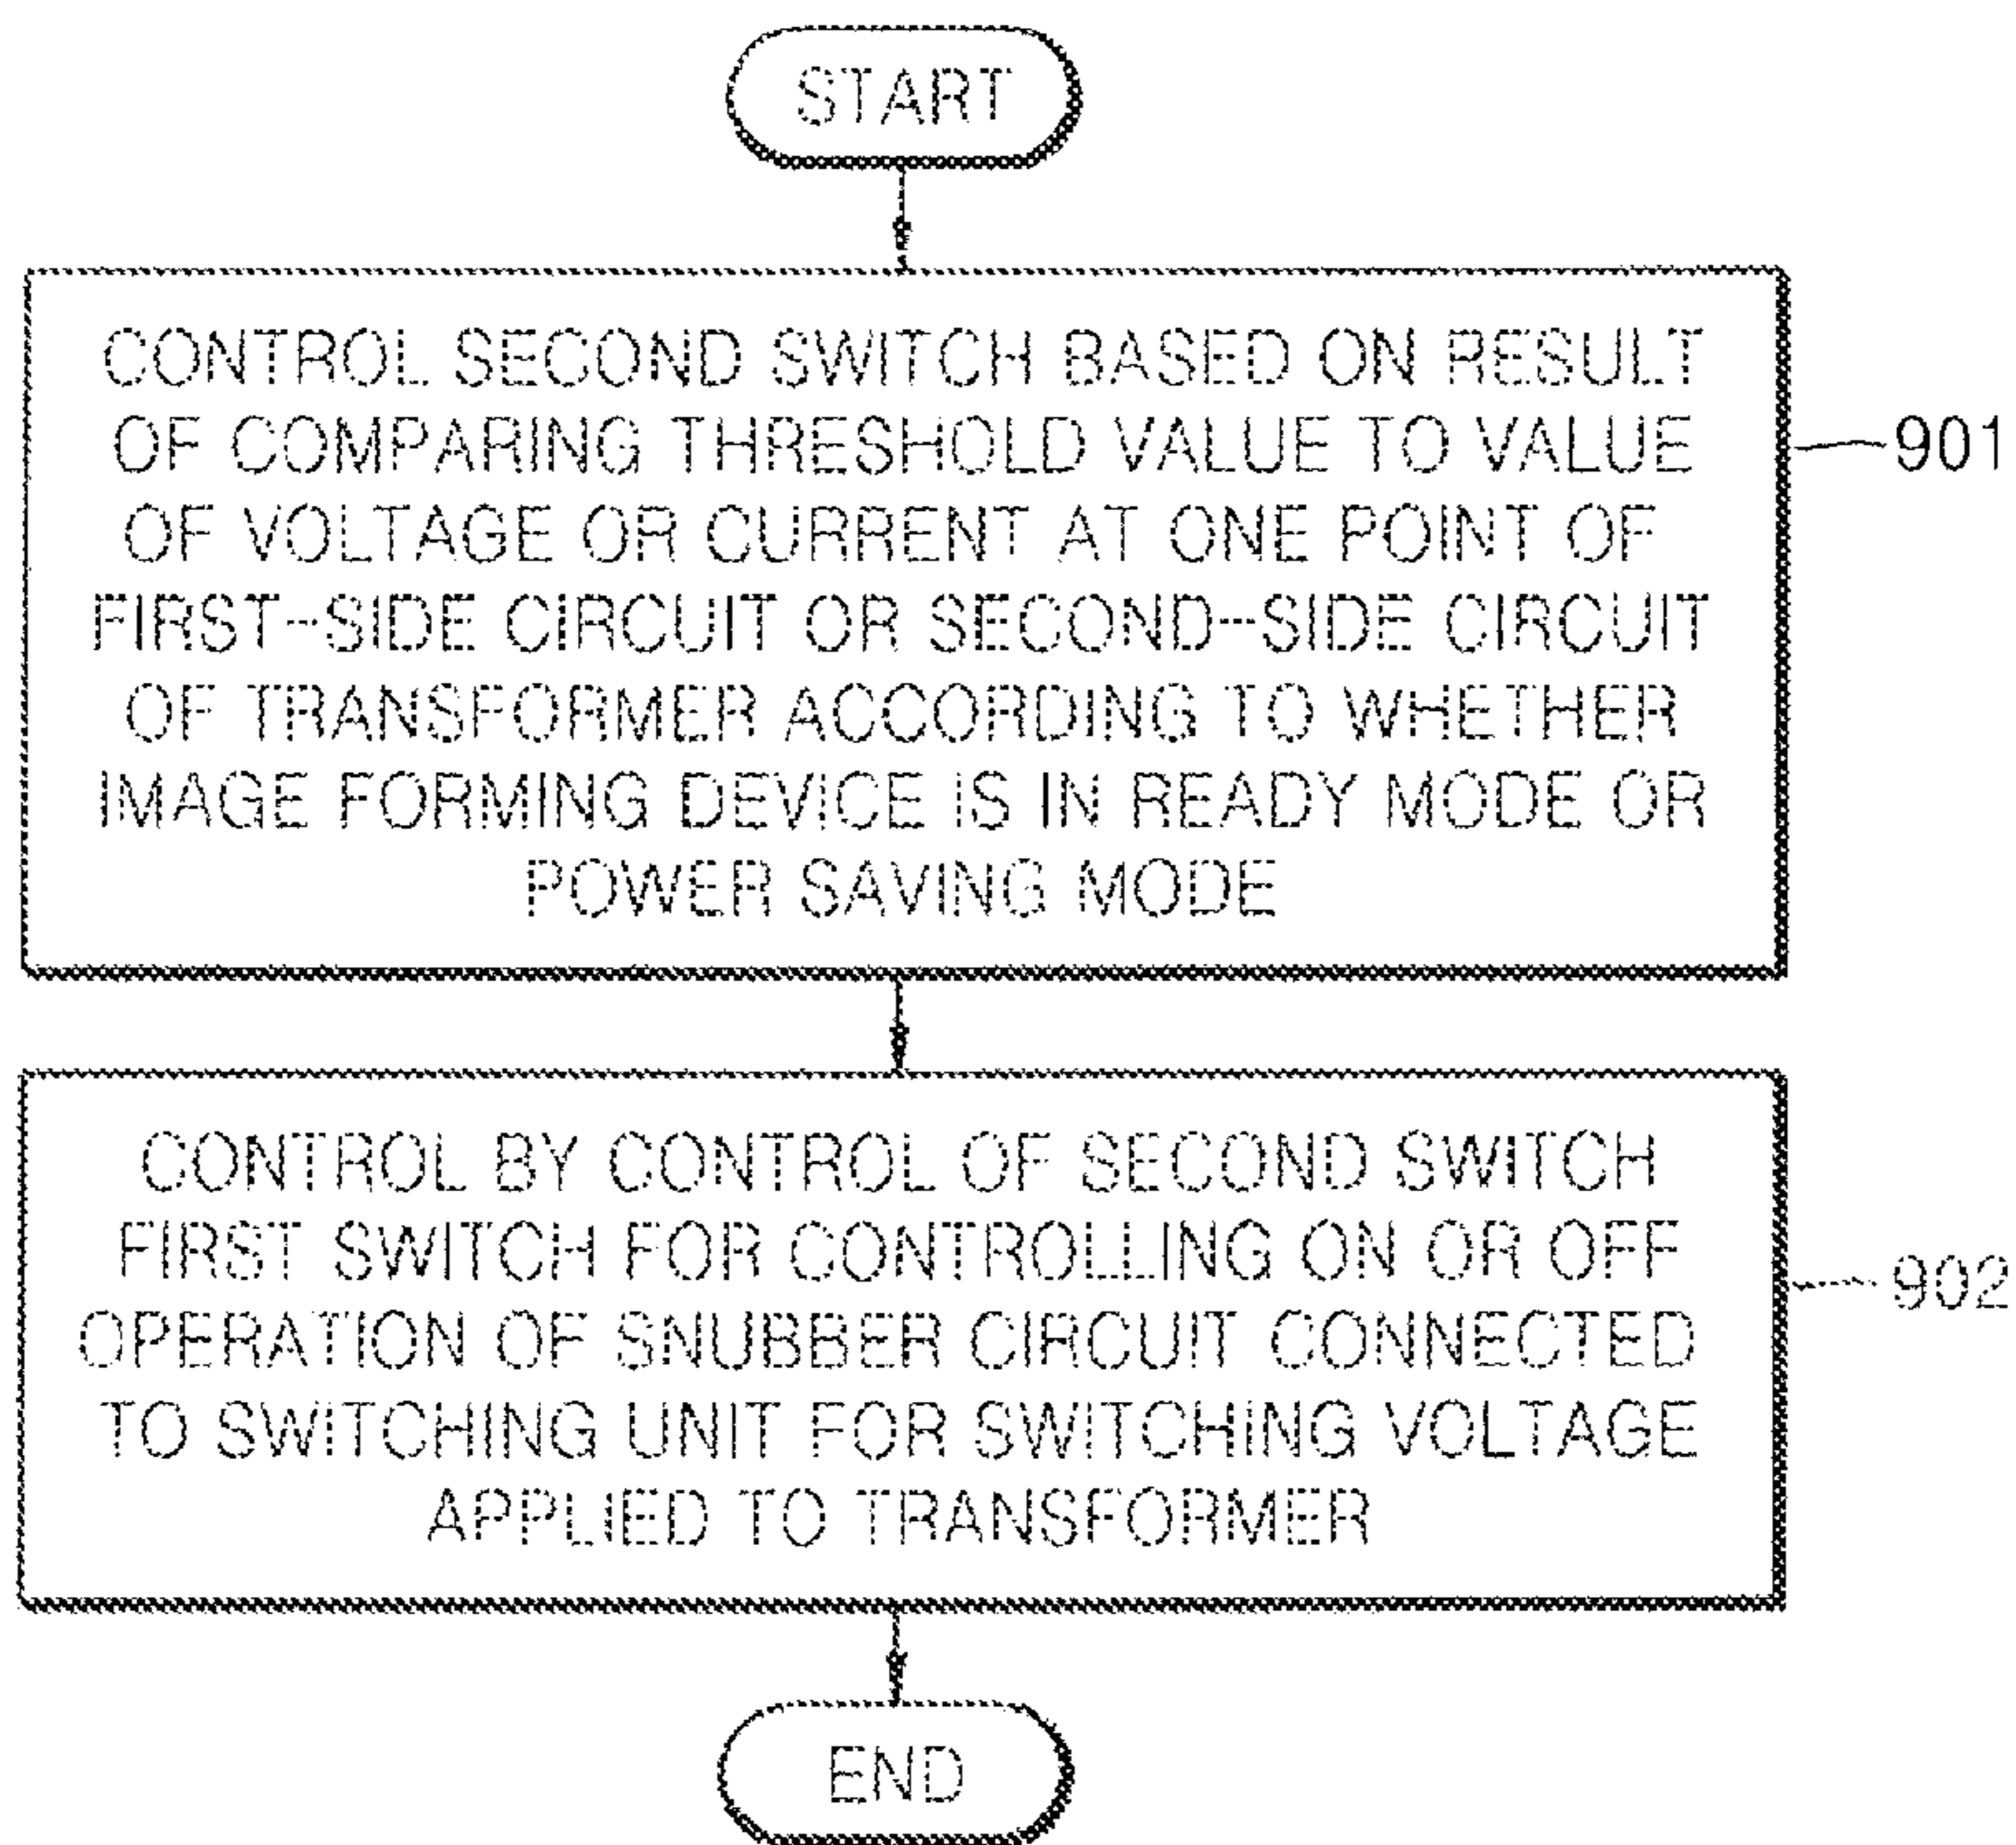 START
CONTROL SECOND SWITCH BASED ON RESULT
OF COMPARING THRESHOLD VALUE TO VALUE
OF VOLTAGE OR CURRENT AT ONE POINT OF
FIRST-SIDE CIRCUIT OR SECOND-SIDE CIRCUIT
OF TRANSFORMER ACCORDING TO WHETHER
IMAGE FORMING DEVICE IS IN READY MODE OR
POWER SAVING MODE
901
CONTROL BY CONTROL OF SECOND SWITCH
FIRST SWITCH FOR CONTROLLING ON OR OFF
OPERATION OF SNUBBER CIRCUIT CONNECTED
TO SWITCHING UNIT FOR SWITCHING VOLTAGE
APPLIED TO TRANSFORMER
902
END